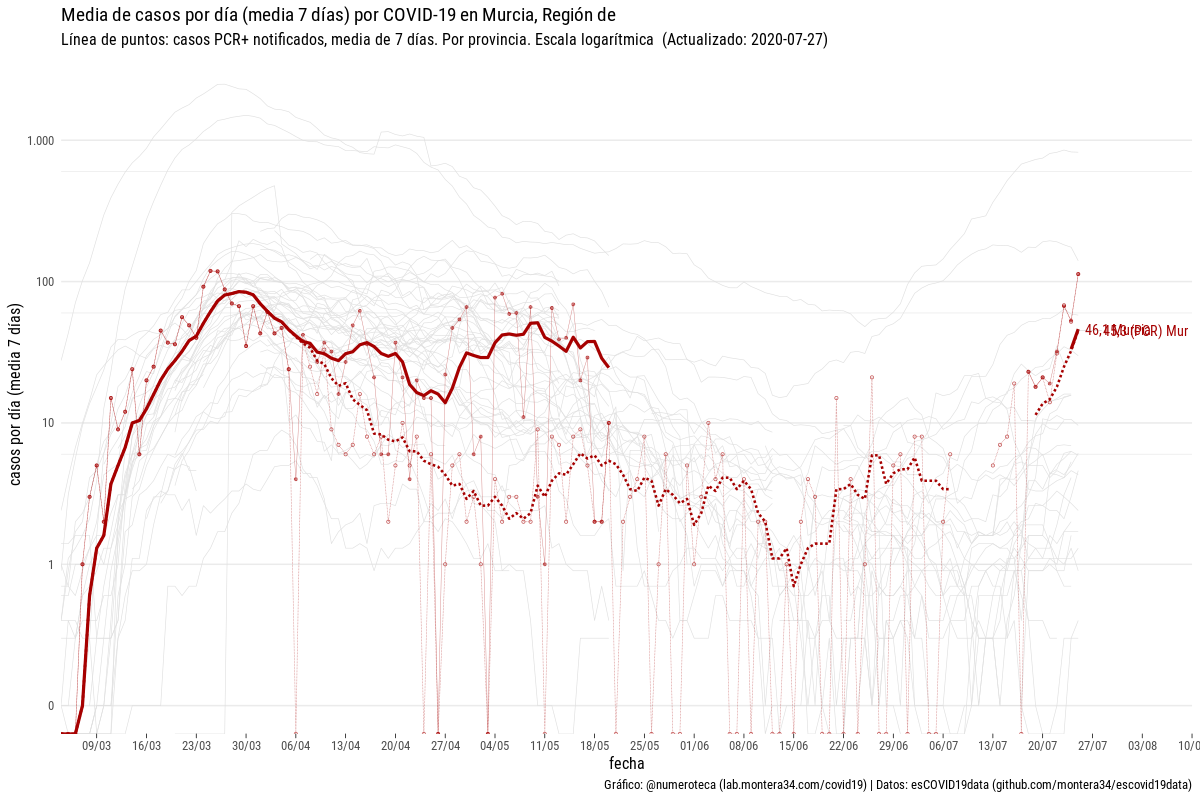 Media de casos por día (media 7 días) por COVID-19 en Murcia, Región de
Línea de puntos: casos PCR+ notificados, media de 7 días. Por provincia. Escala logarítmica (Actualizado: 2020-07-27)
casos por día (media 7 días)
1.000
100
10
1
0
(PCR) Mur
09/03 16/03 23/03 30/03 06/04 13/04 20/04 27/04 04/05 11/05 18/05 25/05 01/06 08/06 15/06 22/06 29/06 06/07 13/07 20/07 27/07 03/08 10/0
fecha
Gráfico: @numeroteca (lab.montera34.com/covid19) | Datos: esCOVID19data (github.com/montera34/escovid19data)